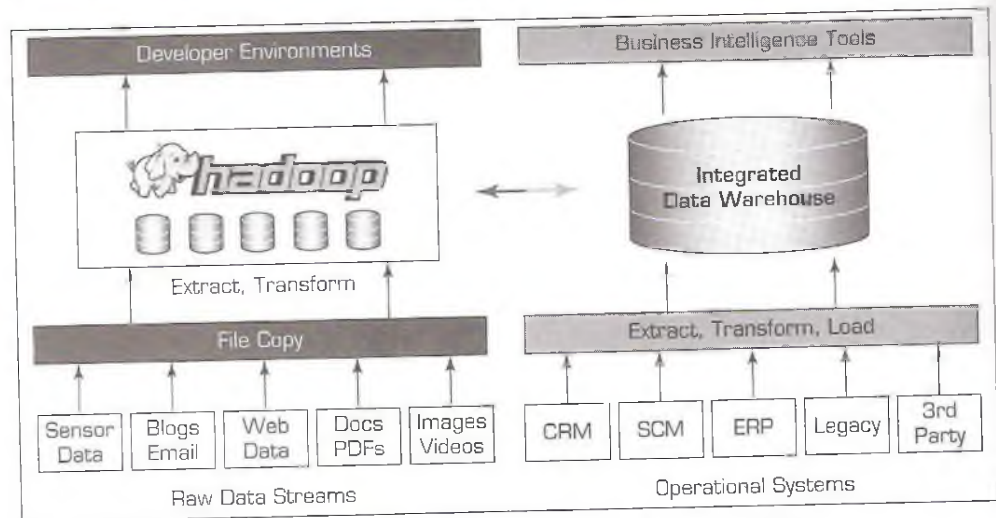 Developer Environments
hadoop
Extract, Transform
File Copy
Sensor
Data
Blogs
Email
Web
Data
Docs
PDFs
Images
Videos
Raw Data Streams
Business Intelligence Tools
Integrated
Data Warehouse
Extract, Transform, Load
CRM
SCM
ERP
Legacy
3rd
Party
Operational Systems